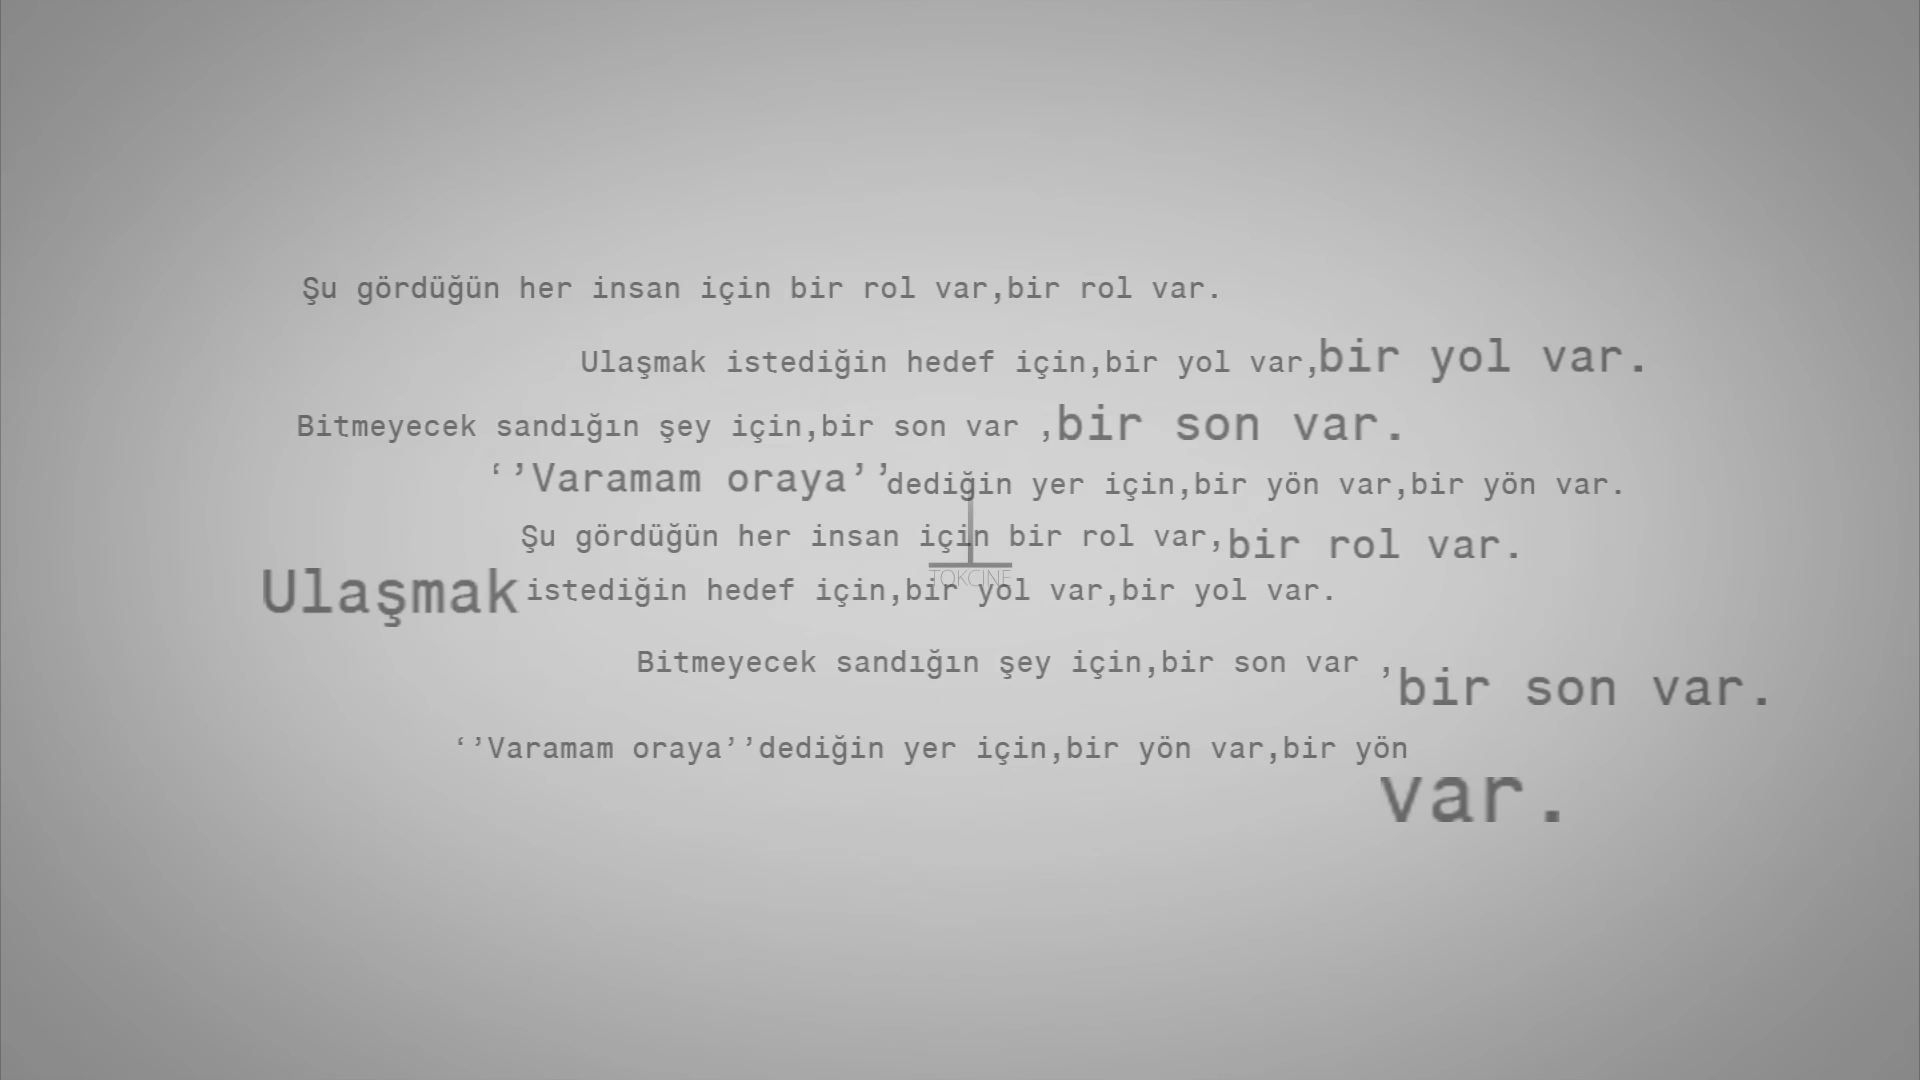 Şu gördüğün her insan için bir rol var,bir rol var.
Ulaşmak istediğin hedef için,bir yol var,bir yol var.
Bitmeyecek sandığın şey için,bir son var ,bir son var.
‘’Varamam oraya’’dediğin yer için,bir yön var,bir yön var.
Şu gördüğün her insan için bir rol var,bir rol var.
TOKCINE
Ulaşmak istediğin hedef için,bir yol var,bir yol var.
Bitmeyecek sandığın şey için,bir son var ,bir son var.
‘’Varamam oraya’’dediğin yer için,bir yön var,bir yön
var.